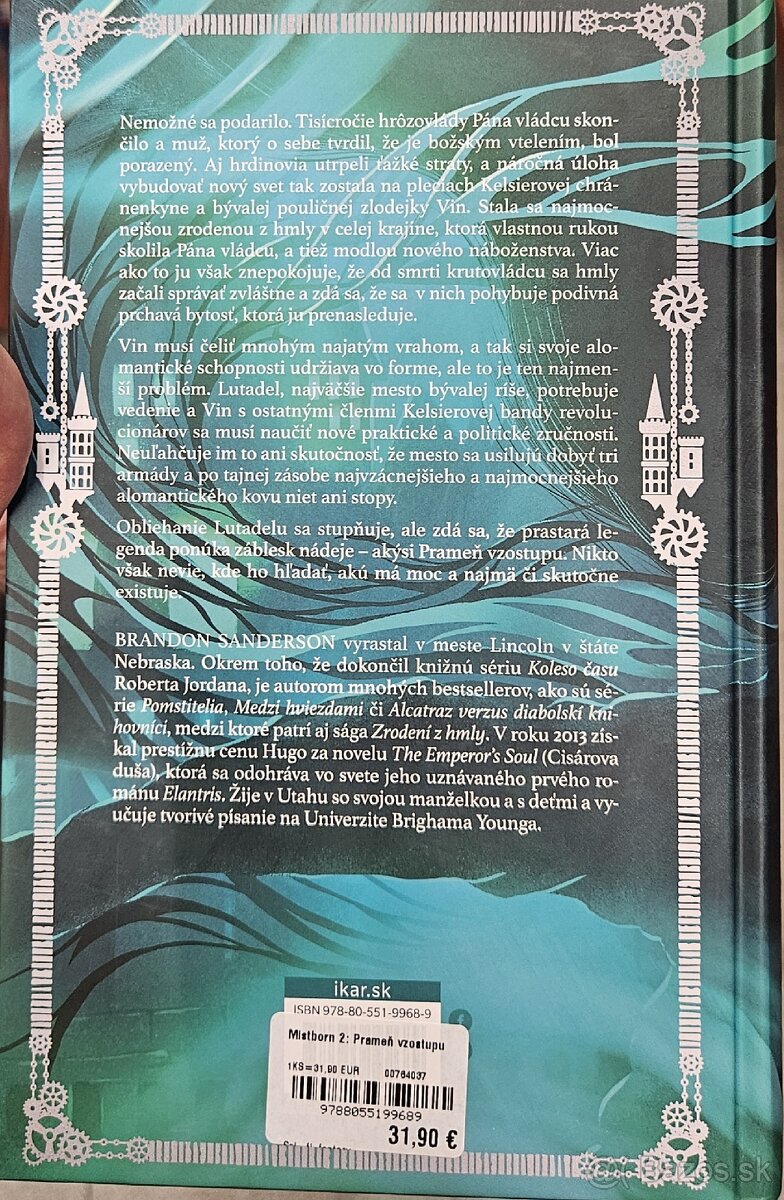 Nemožné sa podarilo. Tisícročie hrôzovlády Pána vládcu skon-
čilo a muž, ktorý o sebe tvrdil, že je božským vtelením, bol
porazený. Aj hrdinovia utrpeli ťažké straty, a náročná úloha
vybudovať nový svet tak zostala na pleciach Kelsierovej chrá-
nenkyne a bývalej pouličnej zlodejky Vin. Stala sa najmoc-
nejšou zrodenou z hmly v celej krajine, ktorá vlastnou rukou
skolila Pána vládcu, a tiež modlou nového náboženstva. Viac
ako to ju však znepokojuje, že od smrti krutovládcu sa hmly
začali správať zvláštne a zdá sa, že sa v nich pohybuje podivná
prchavá bytosť, ktorá ju prenasleduje.
Vin musí čeliť mnohým najatým vrahom, a tak si svoje alo-
mantické schopnosti udržiava vo forme, ale to je ten najmen-
ší problém. Lutadel, najväčšie mesto bývalej ríše, potrebuje
vedenie a Vin s ostatnými členmi Kelsierovej bandy revolu-
cionárov sa musí naučiť nové praktické a politické zručnosti.
Neuľahčuje im to ani skutočnosť, že mesto sa usilujú dobyť tri
armády a po tajnej zásobe najvzácnejšieho a najmocnejšieho
alomantického kovu niet ani stopy.
Obliehanie Lutadelu sa stupňuje, ale zdá sa, že prastará le-
genda ponúka záblesk nádeje – akýsi Prameň vzostupu. Nikto
však nevie, kde ho hľadať, akú má moc a najmä či skutočne
existuje.
BRANDON SANDERSON vyrastal v meste Lincoln v štáte
Nebraska. Okrem toho, že dokončil knižnú sériu Koleso času
Roberta Jordana, je autorom mnohých bestsellerov, ako sú sé-
rie Pomstitelia, Medzi hviezdami či Alcatraz verzus diabolskí kni-
hovníci, medzi ktoré patrí aj sága Zrodení z hmly. V roku 2013 zís-
kal prestížnu cenu Hugo za novelu The Emperor's Soul (Cisárova
duša), ktorá sa odohráva vo svete jeho uznávaného prvého ro-
mánu Elantris. Žije v Utahu so svojou manželkou a s deťmi a vy-
učuje tvorivé písanie na Univerzite Brighama Younga.
ikar.sk
ISBN 978-80-551-9968-9
Mistborn 2: Prameň vzostupu
1KS=31,90 EUR 00764037
9788055199689
31,90 €
Bazos.sk